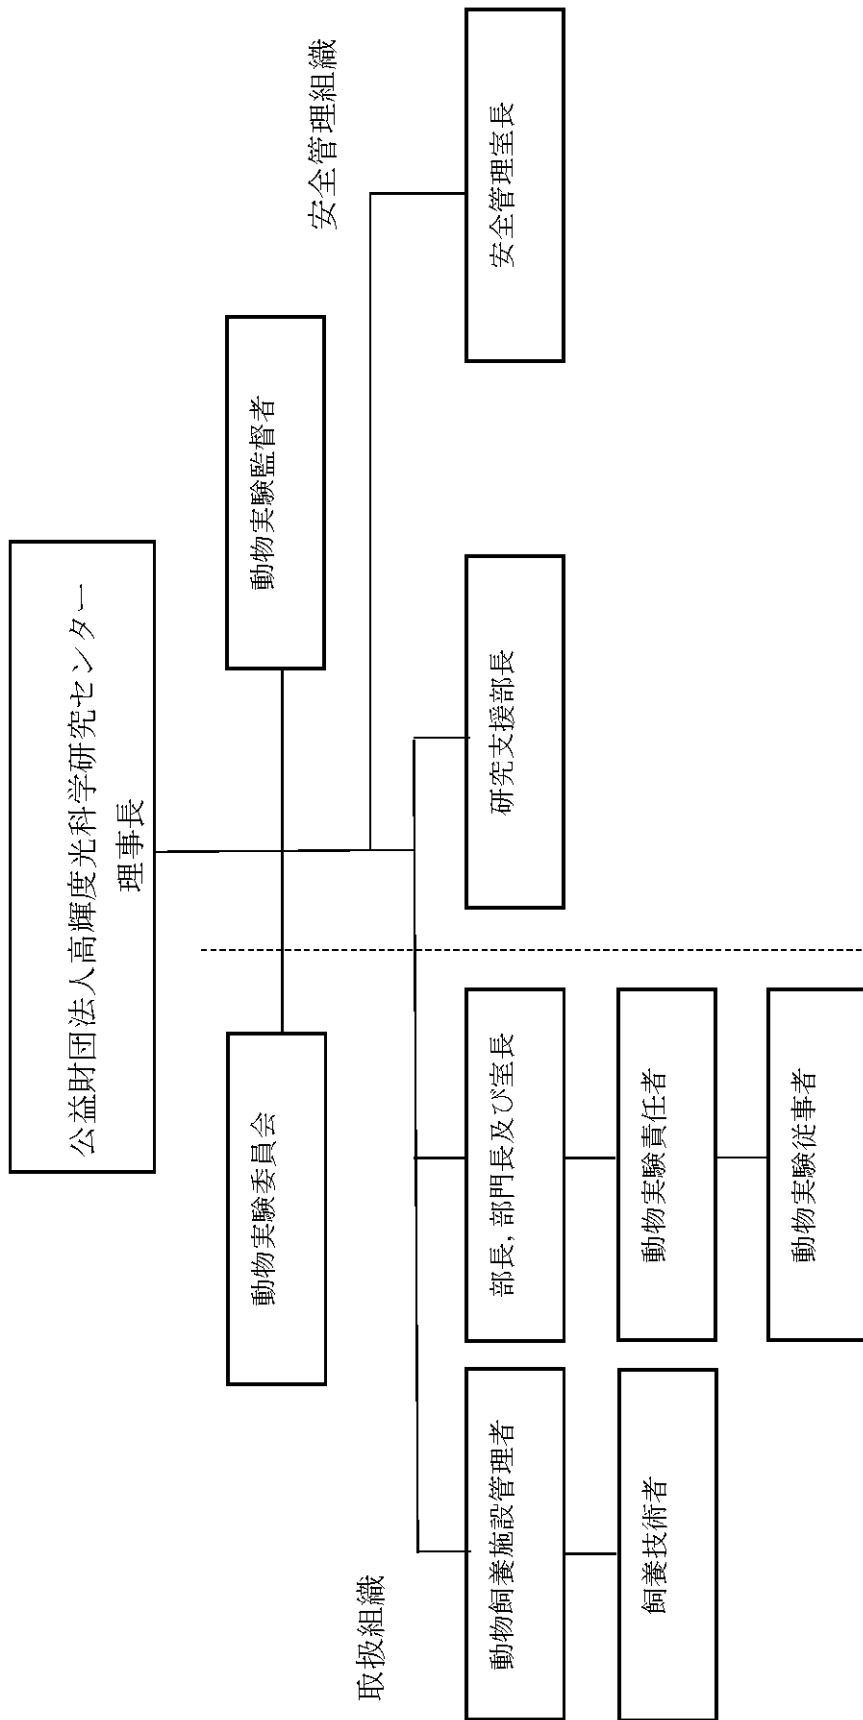 公益財団法人高輝度光科学研究センター
理事長
動物実験委員会
動物実験監督者
取扱組織
安全管理組織
動物飼養施設管理者
部長，部門長及び室長
研究支援部長
安全管理室長
飼養技術者
動物実験責任者
動物実験従事者